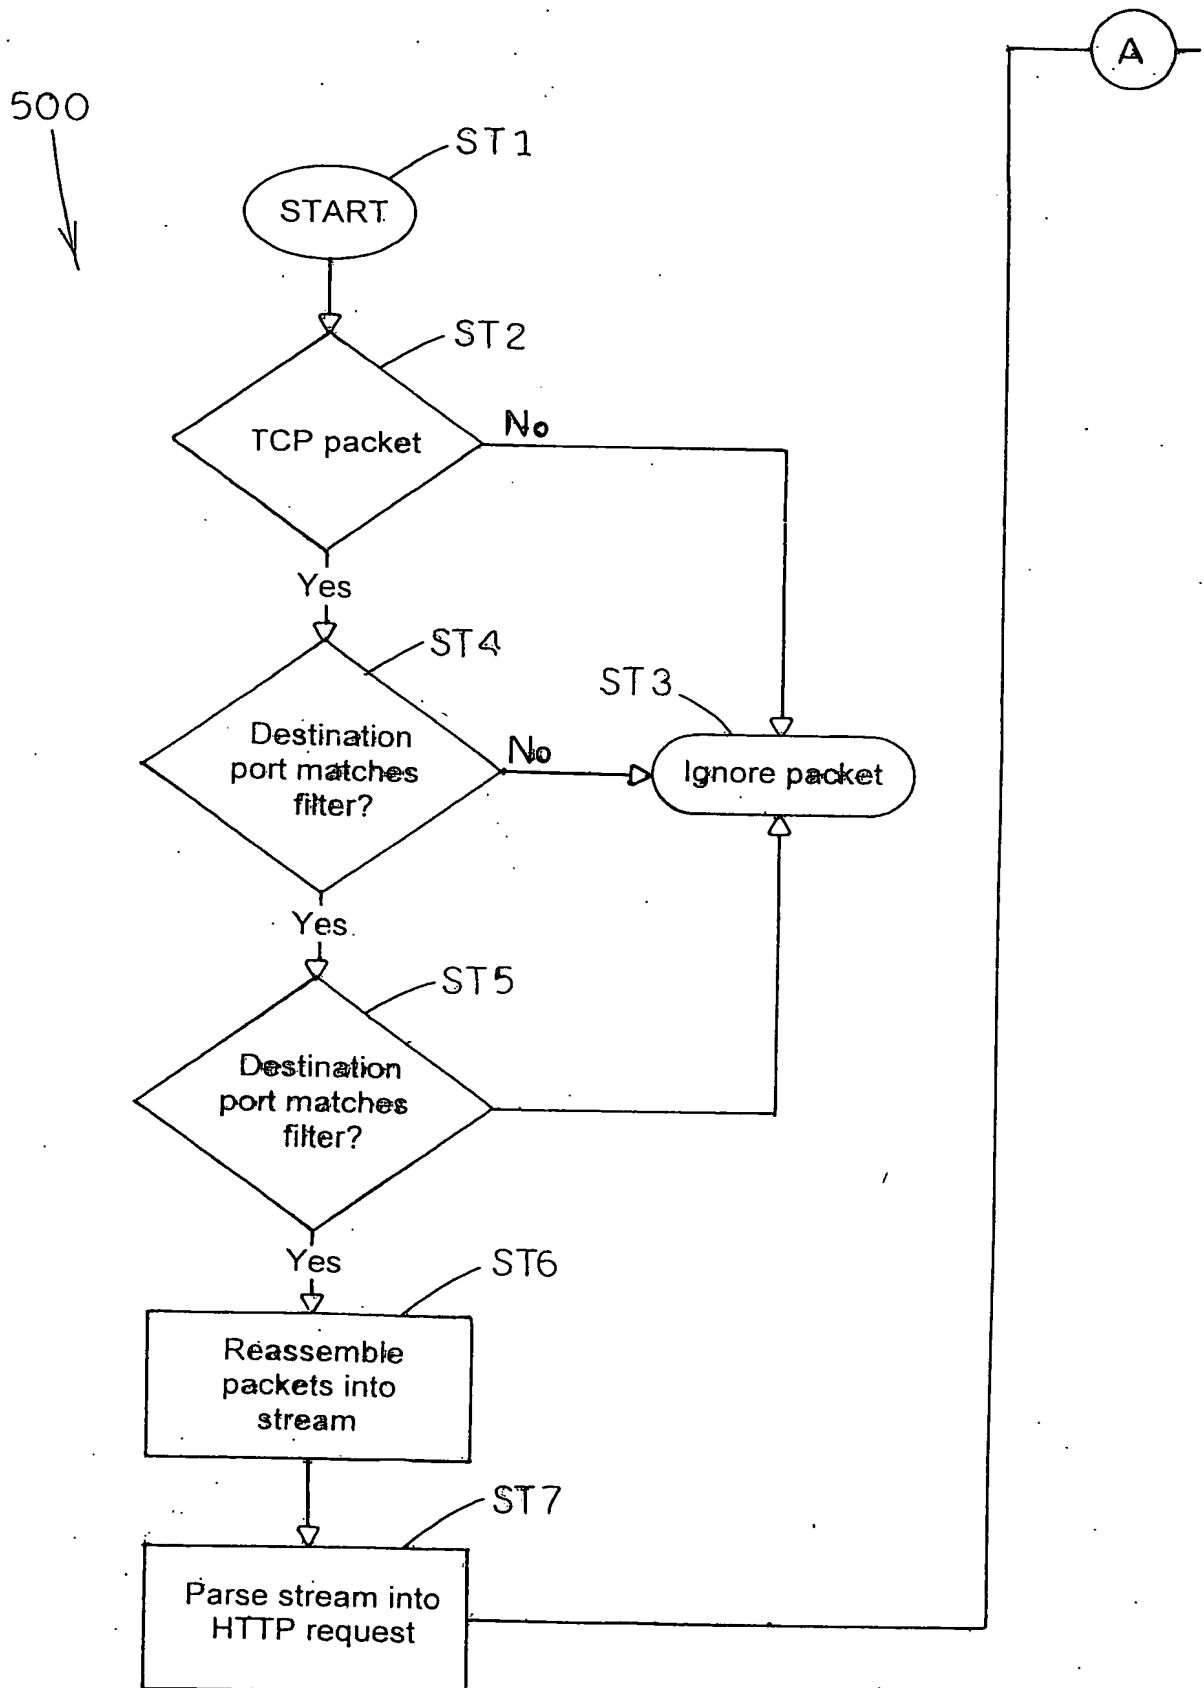 A
500
ST1
START
ST2
TCP packet
No
Yes
ST4
ST3
Destination
port matches
filter?
No
Ignore packet
Yes
ST5
Destination
port matches
filter?
Yes
ST6
Reassemble
packets into
stream
ST7
Parse stream into
HTTP request